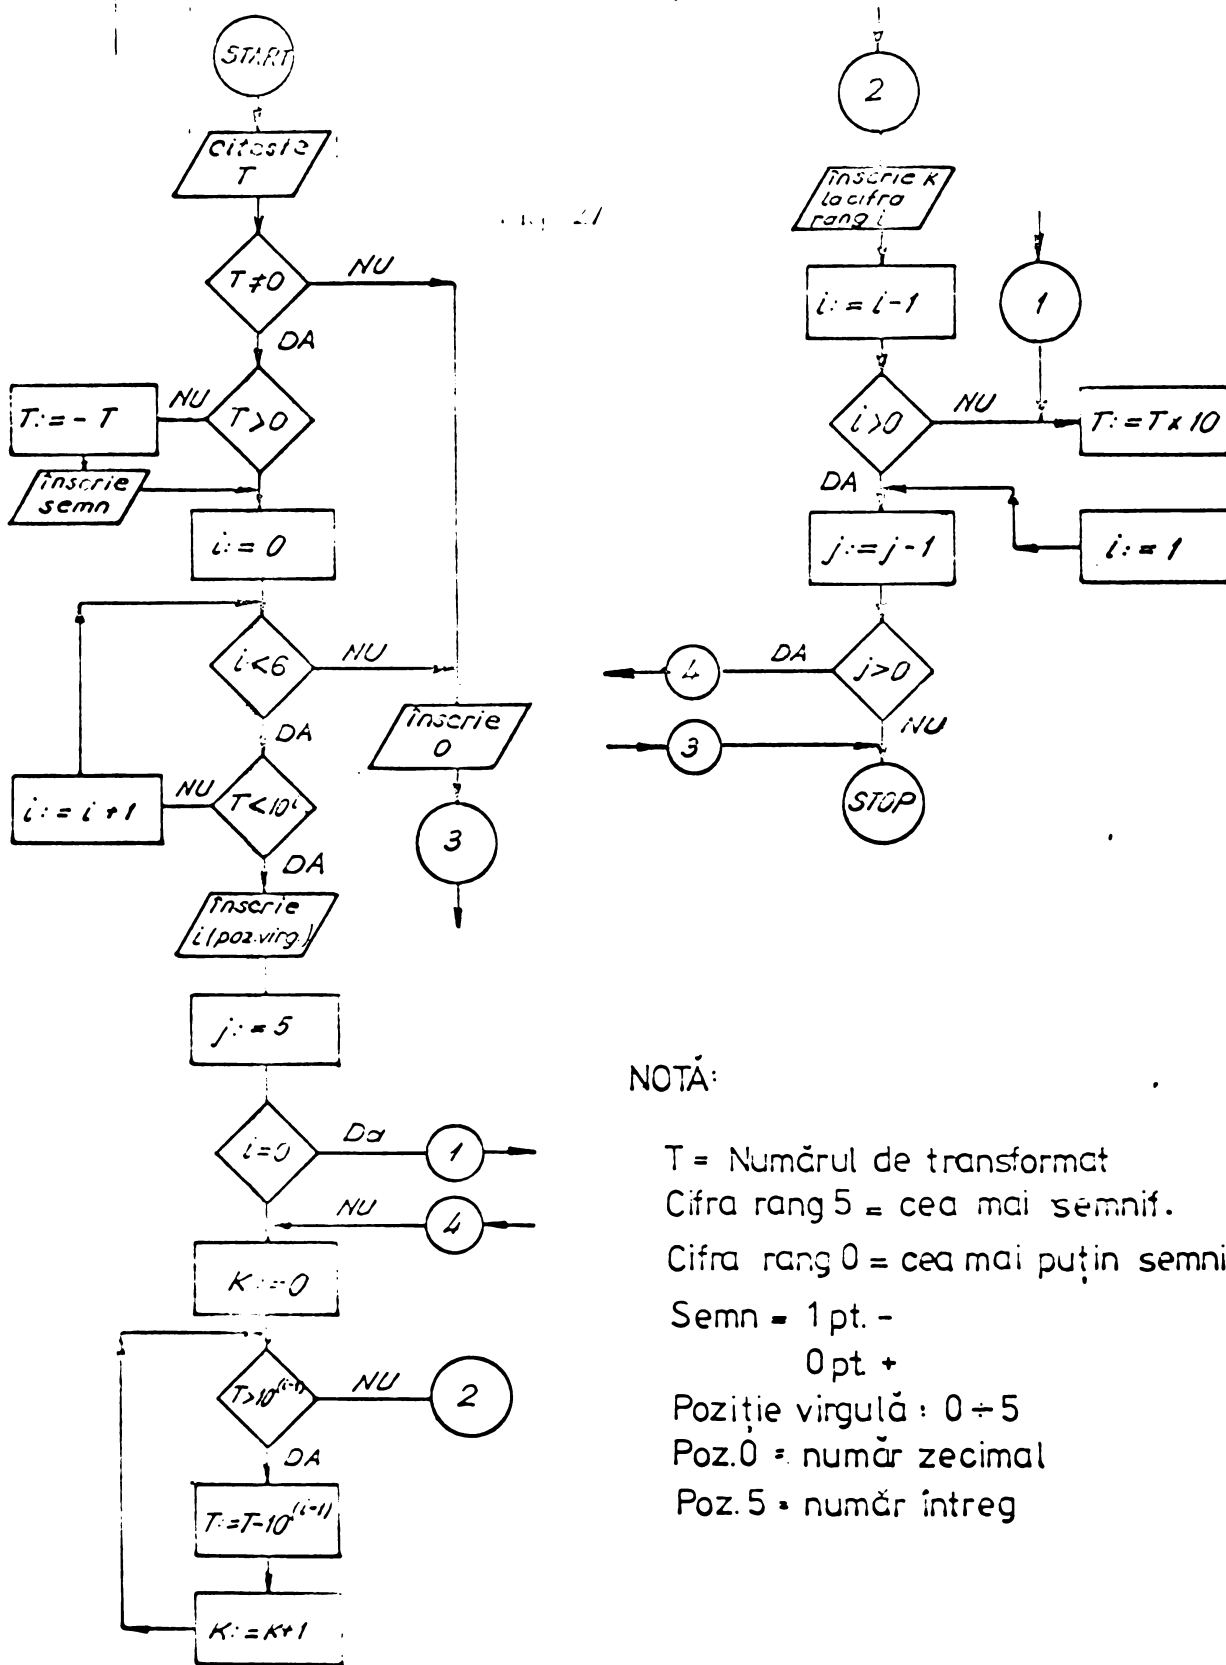 START
Citeste
T
T≠0
NU
DA
T>0
NU
T:=-T
înscrie
semn
i:=0
i<6
NU
DA
T<10^i
NU
i:=i+1
DA
înscrie
i(poz.virg.)
j:=5
i=0
Da
1
NU
4
K:=0
T>10^(i-1)
NU
2
DA
T:=T-10^(i-1)
K:=K+1
înscrie
0
3
2
înscrie K
la cifra
rang i
i:=i-1
1
i>0
NU
T:=T×10
DA
j:=j-1
i:=1
j>0
DA
4
NU
3
STOP
NOTĂ:
T = Numărul de transformat
Cifra rang 5 = cea mai semnif.
Cifra rang 0 = cea mai puțin semni
Semn = 1 pt. -
0 pt. +
Poziție virgulă : 0÷5
Poz.0 = număr zecimal
Poz.5 = număr întreg